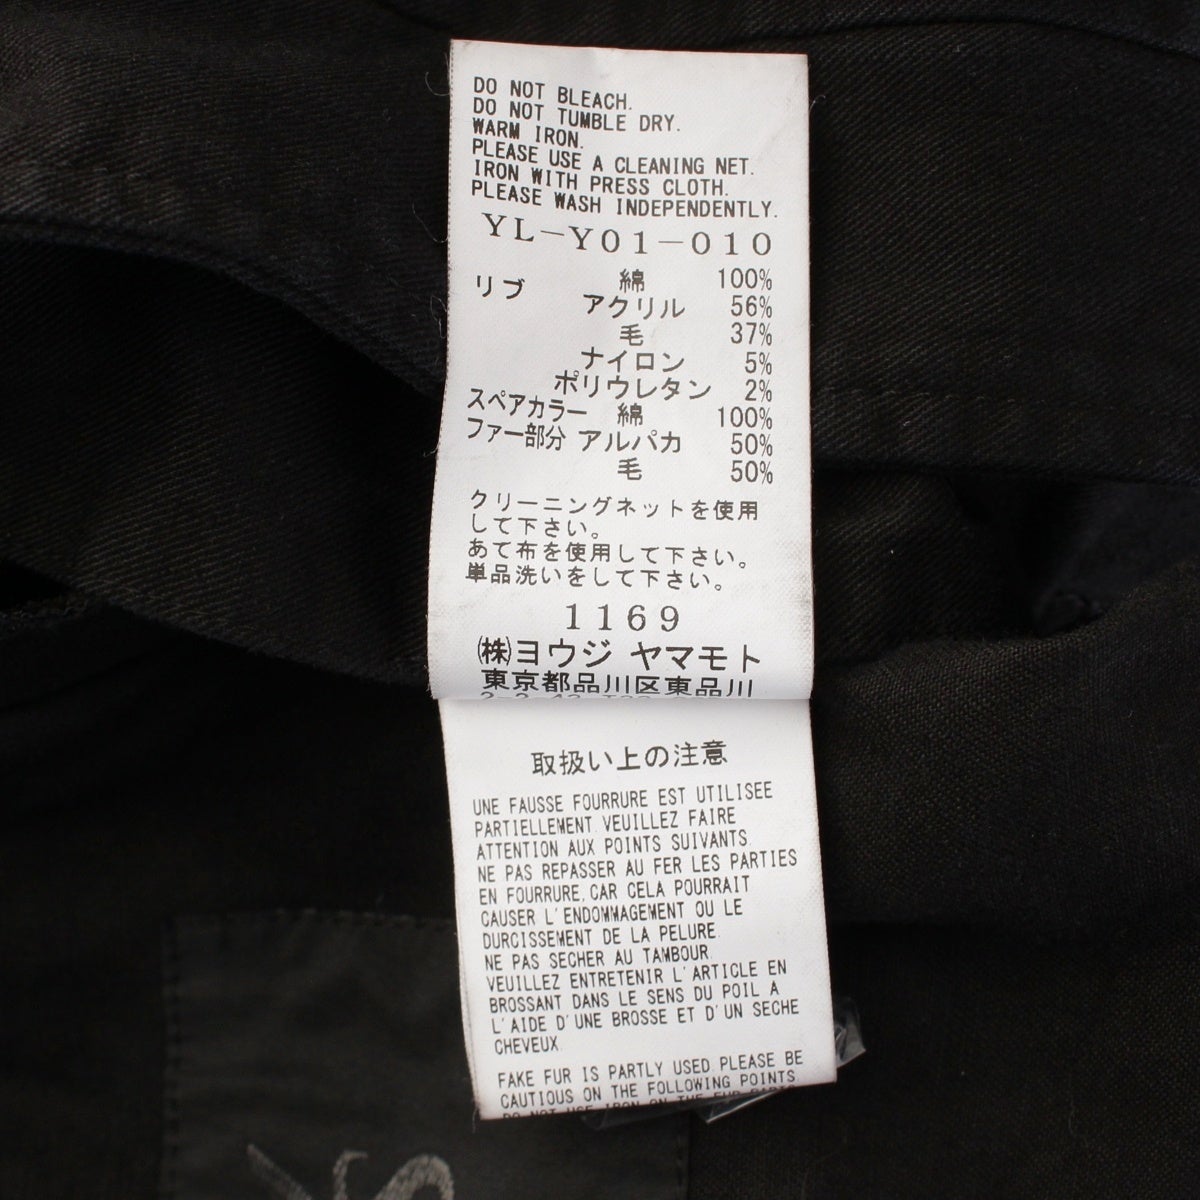 DO NOT BLEACH.
DO NOT TUMBLE DRY.
WARM IRON.
PLEASE USE A CLEANING NET.
IRON WITH PRESS CLOTH.
PLEASE WASH INDEPENDENTLY.
YL-Y01-010
綿 100%
リブ アクリル 56%
毛 37%
ナイロン 5%
ポリウレタン 2%
スペアカラー 綿 100%
ファー部分 アルパカ 50%
毛 50%
クリーニングネットを使用
して下さい。
あて布を使用して下さい。
単品洗いをして下さい。
1169
㈱ヨウジ ヤマモト
東京都品川区東品川
取扱い上の注意
UNE FAUSSE FOURRURE EST UTILISEE
PARTIELLEMENT.VEUILLEZ FAIRE
ATTENTION AUX POINTS SUIVANTS.
NE PAS REPASSER AU FER LES PARTIES
EN FOURRURE,CAR CELA POURRAIT
CAUSER L'ENDOMMAGEMENT OU LE
DURCISSEMENT DE LA PELURE.
NE PAS SECHER AU TAMBOUR.
VEUILLEZ ENTRETENIR L'ARTICLE EN
BROSSANT DANS LE SENS DU POIL A
L'AIDE D'UNE BROSSE ET D'UN SECHE
CHEVEUX.
FAKE FUR IS PARTLY USED.PLEASE BE
CAUTIOUS ON THE FOLLOWING POINTS.
DO NOT USE IRON ON THE FUR PARTS